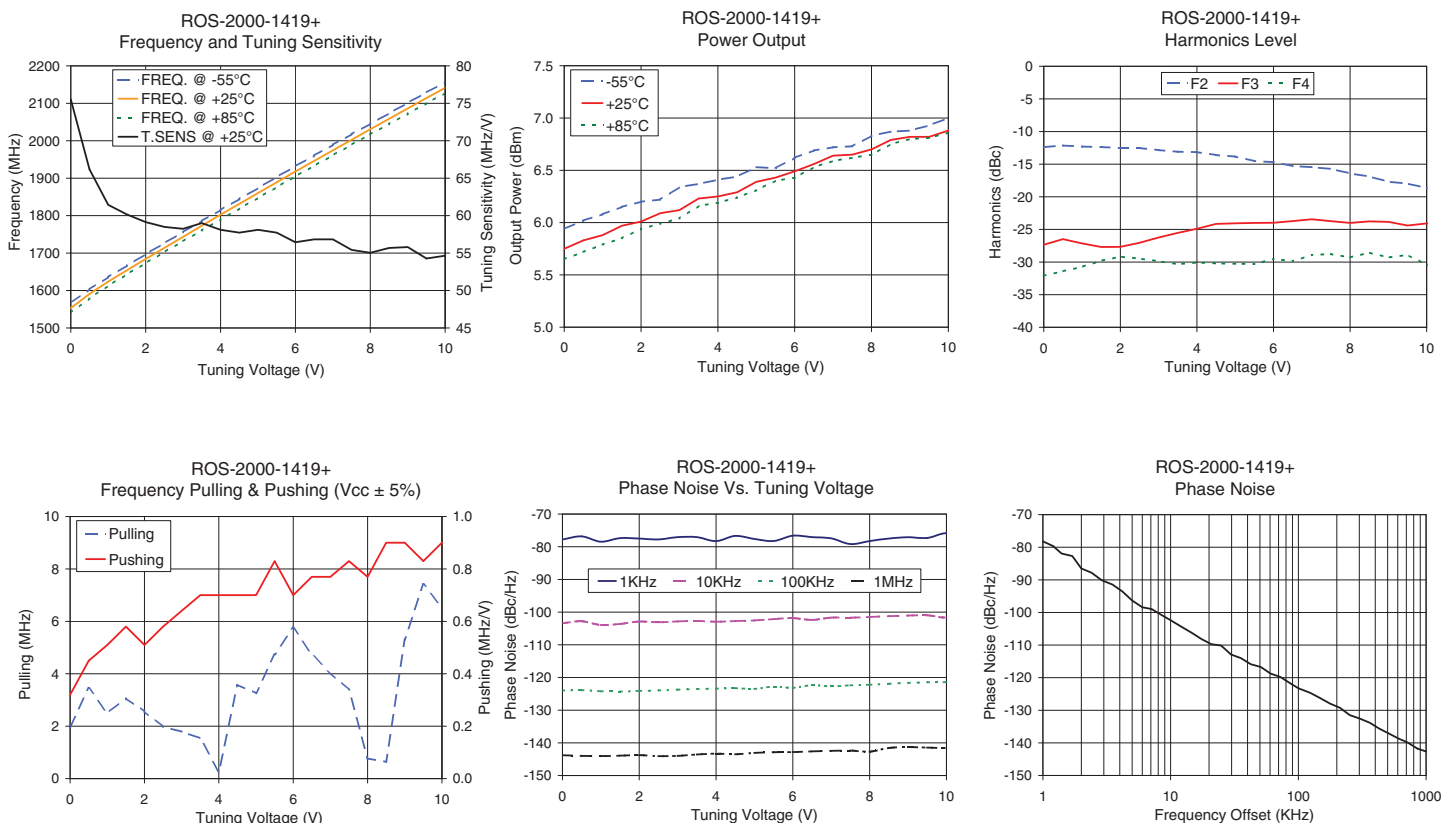 ROS-2000-1419+
Frequency and Tuning Sensitivity
2200
2100
2000
1900
1800
1700
1600
1500
80
75
70
65
60
55
50
45
FREQ. @ -55°C
FREQ. @ +25°C
FREQ. @ +85°C
T.SENS @ +25°C
Frequency (MHz)
Tuning Sensitivity (MHz/V)
0 2 4 6 8 10
Tuning Voltage (V)
ROS-2000-1419+
Power Output
7.5
7.0
6.5
6.0
5.5
5.0
-55°C
+25°C
+85°C
Output Power (dBm)
0 2 4 6 8 10
Tuning Voltage (V)
ROS-2000-1419+
Harmonics Level
0
-5
-10
-15
-20
-25
-30
-35
-40
F2 F3 F4
Harmonics (dBc)
0 2 4 6 8 10
Tuning Voltage (V)
ROS-2000-1419+
Frequency Pulling & Pushing (Vcc ± 5%)
10
8
6
4
2
0
1.0
0.8
0.6
0.4
0.2
0.0
Pulling
Pushing
Pulling (MHz)
Pushing (MHz/V)
0 2 4 6 8 10
Tuning Voltage (V)
ROS-2000-1419+
Phase Noise Vs. Tuning Voltage
-70
-80
-90
-100
-110
-120
-130
-140
-150
1KHz 10KHz 100KHz 1MHz
Phase Noise (dBc/Hz)
0 2 4 6 8 10
Tuning Voltage (V)
ROS-2000-1419+
Phase Noise
-70
-80
-90
-100
-110
-120
-130
-140
-150
Phase Noise (dBc/Hz)
1 10 100 1000
Frequency Offset (KHz)